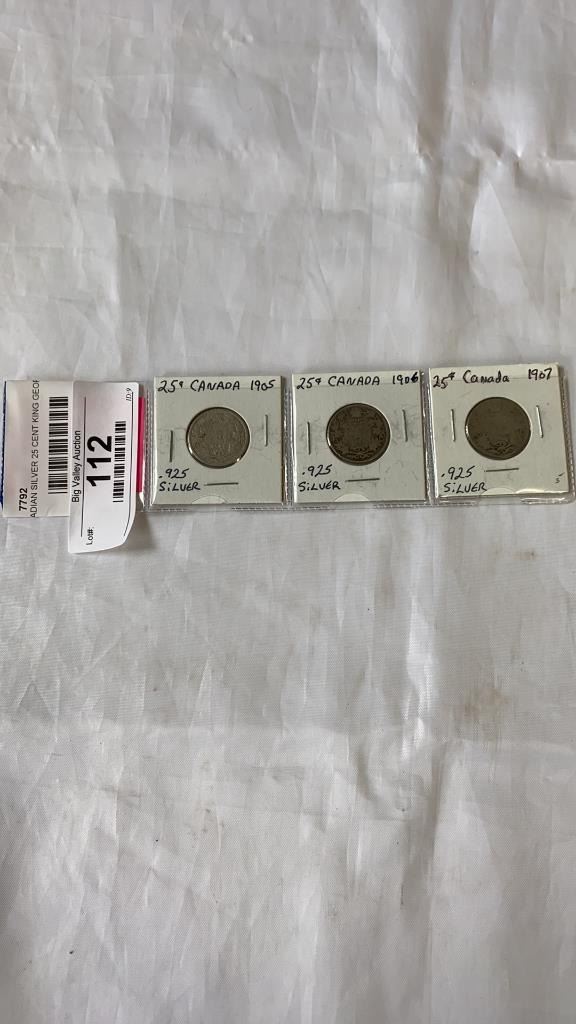 7792
ADIAN SILVER 25 CENT KING GEOR
Lot#:
Big Valley Auction
112
25¢ CANADA 1905
.925
SILVER
25¢ CANADA 1906
.925
SILVER
25¢ Canada 1907
.925
SILVER